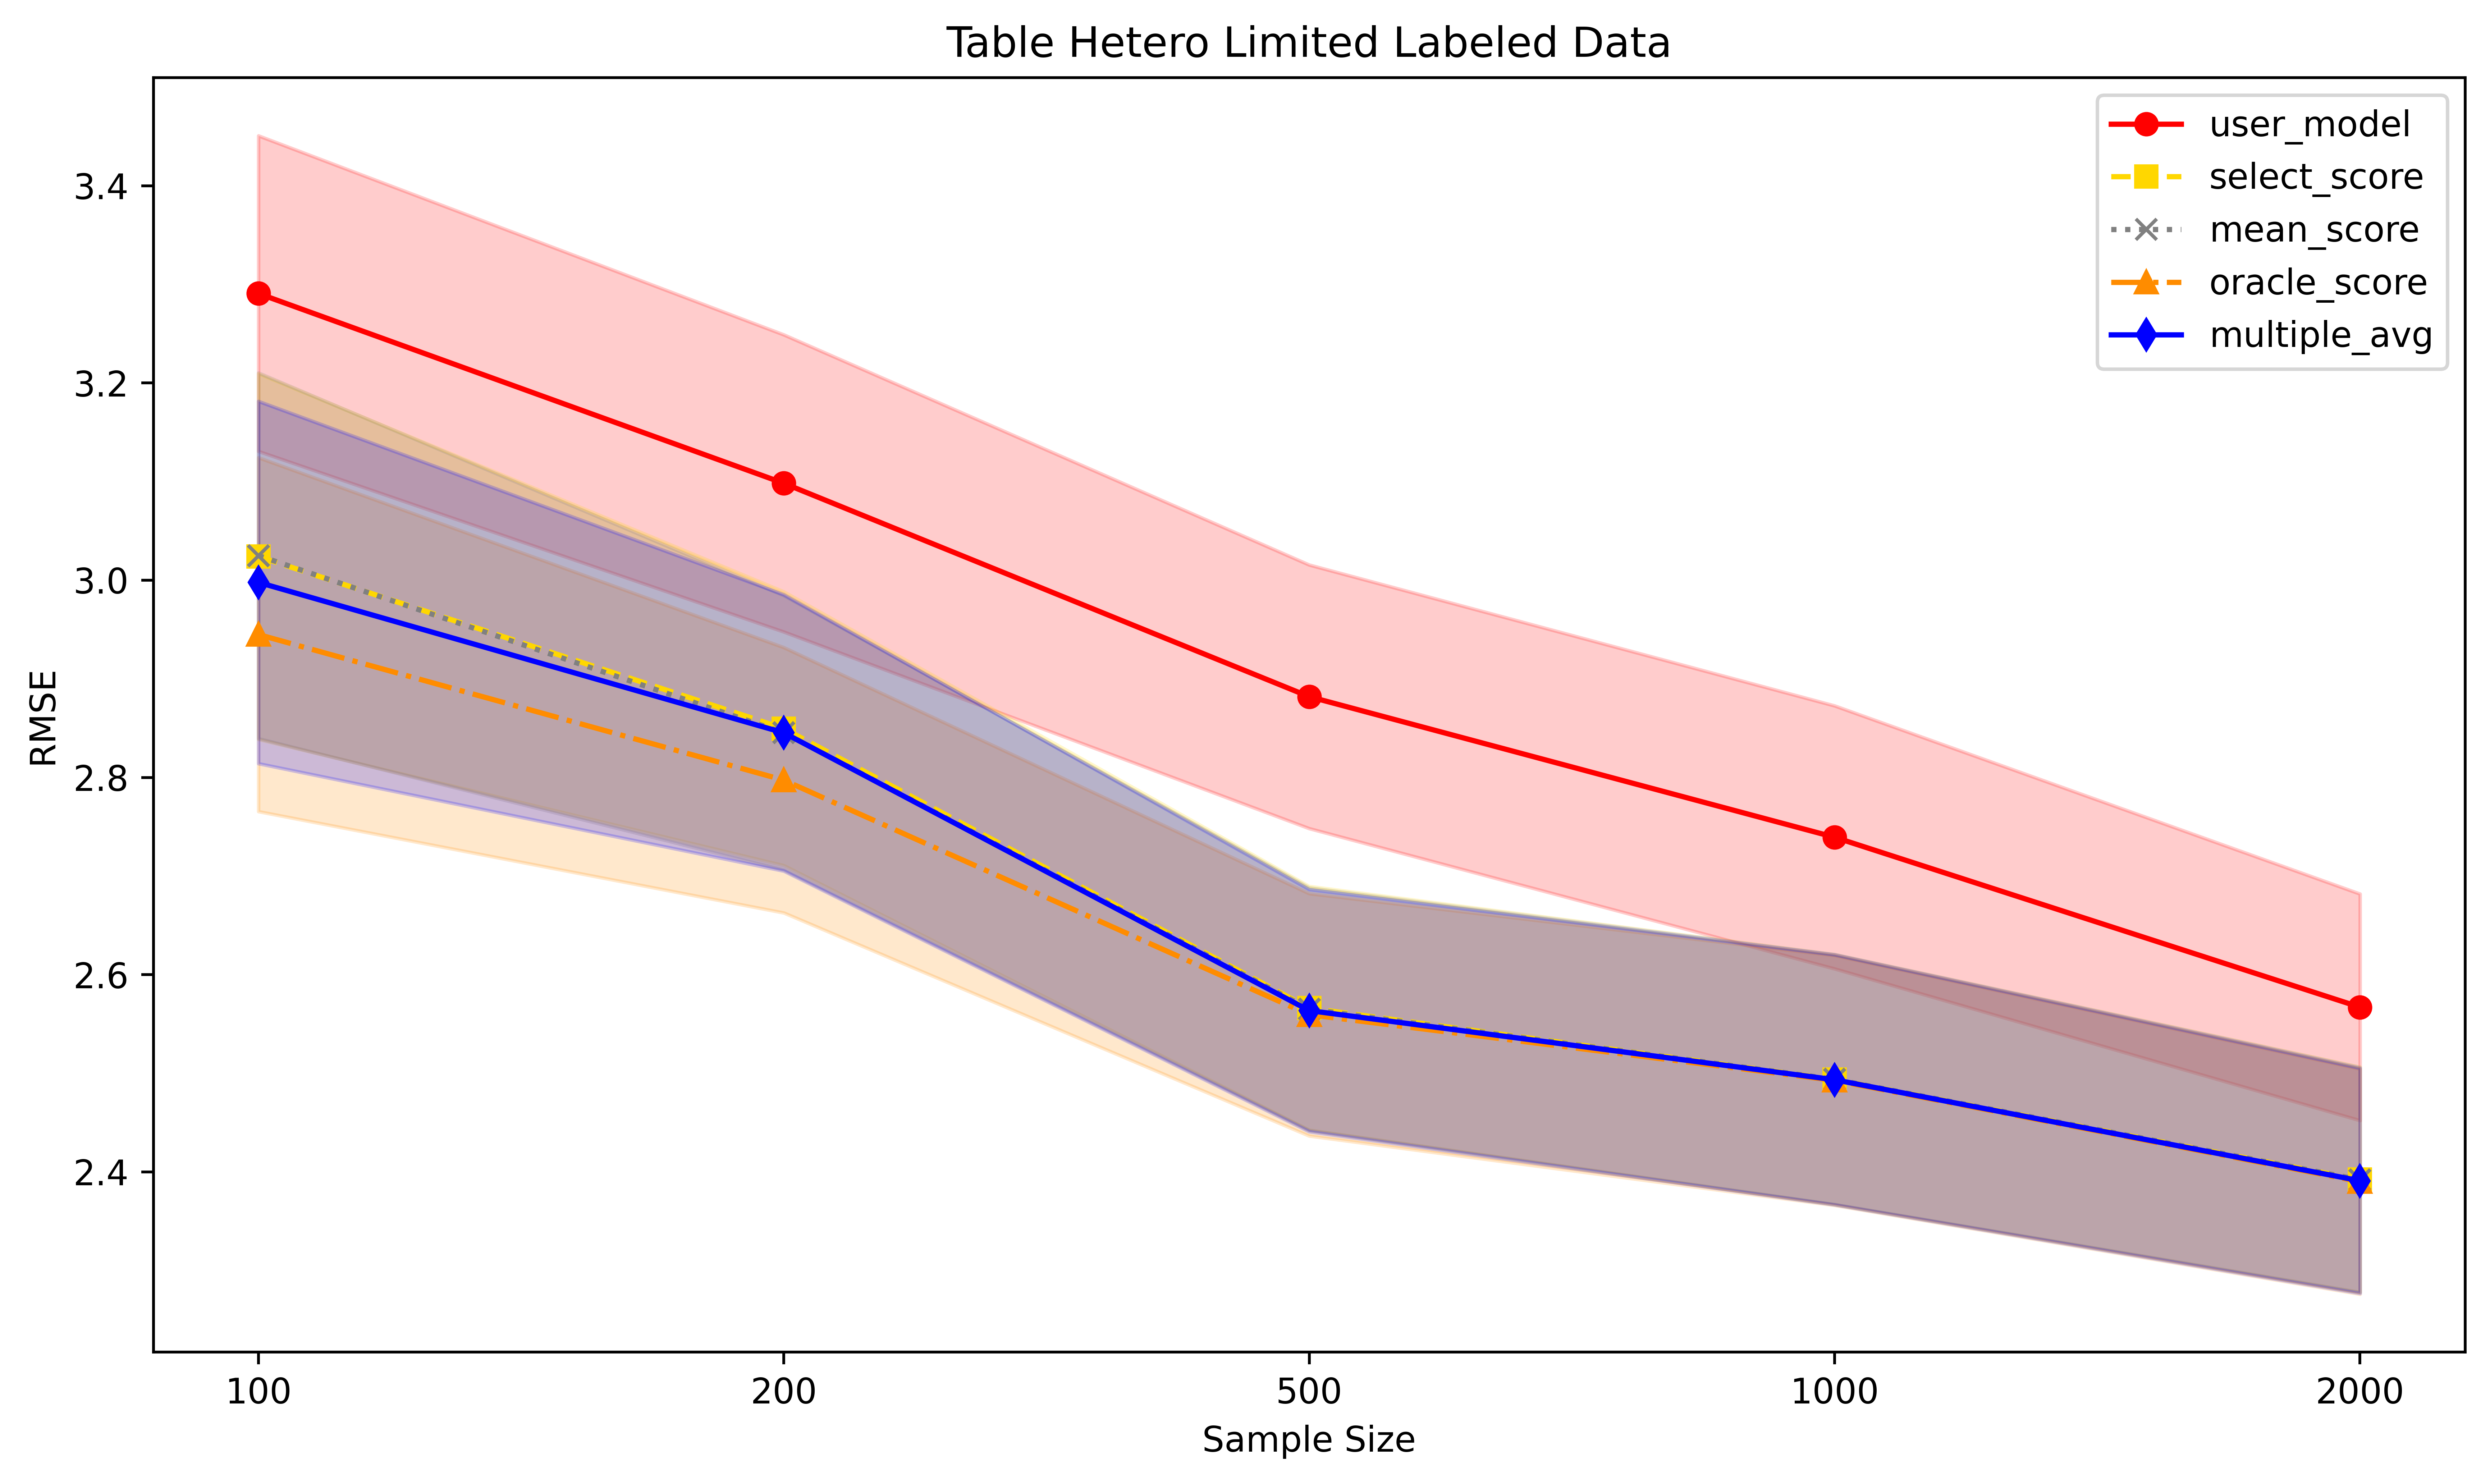 Table Hetero Limited Labeled Data
user_model
select_score
mean_score
oracle_score
multiple_avg
RMSE
3.4
3.2
3.0
2.8
2.6
2.4
100 200 500 1000 2000
Sample Size